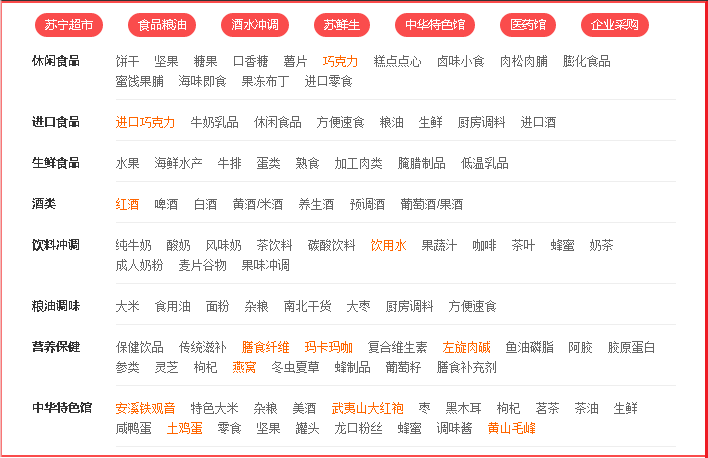 苏宁超市 食品粮油 酒水冲调 苏鲜生 中华特色馆 医药馆 企业采购
休闲食品 饼干 坚果 糖果 口香糖 薯片 巧克力 糕点点心 卤味小食 肉松肉脯 膨化食品
蜜饯果脯 海味即食 果冻布丁 进口零食
进口食品 进口巧克力 牛奶乳品 休闲食品 方便速食 粮油 生鲜 厨房调料 进口酒
生鲜食品 水果 海鲜水产 牛排 蛋类 熟食 加工肉类 腌腊制品 低温乳品
酒类 红酒 啤酒 白酒 黄酒/米酒 养生酒 预调酒 葡萄酒/果酒
饮料冲调 纯牛奶 酸奶 风味奶 茶饮料 碳酸饮料 饮用水 果蔬汁 咖啡 茶叶 蜂蜜 奶茶
成人奶粉 麦片谷物 果味冲调
粮油调味 大米 食用油 面粉 杂粮 南北干货 大枣 厨房调料 方便速食
营养保健 保健饮品 传统滋补 膳食纤维 玛卡玛咖 复合维生素 左旋肉碱 鱼油磷脂 阿胶 胶原蛋白
参类 灵芝 枸杞 燕窝 冬虫夏草 蜂制品 葡萄籽 膳食补充剂
中华特色馆 安溪铁观音 特色大米 杂粮 美酒 武夷山大红袍 枣 黑木耳 枸杞 茗茶 茶油 生鲜
咸鸭蛋 土鸡蛋 零食 坚果 罐头 龙口粉丝 蜂蜜 调味酱 黄山毛峰